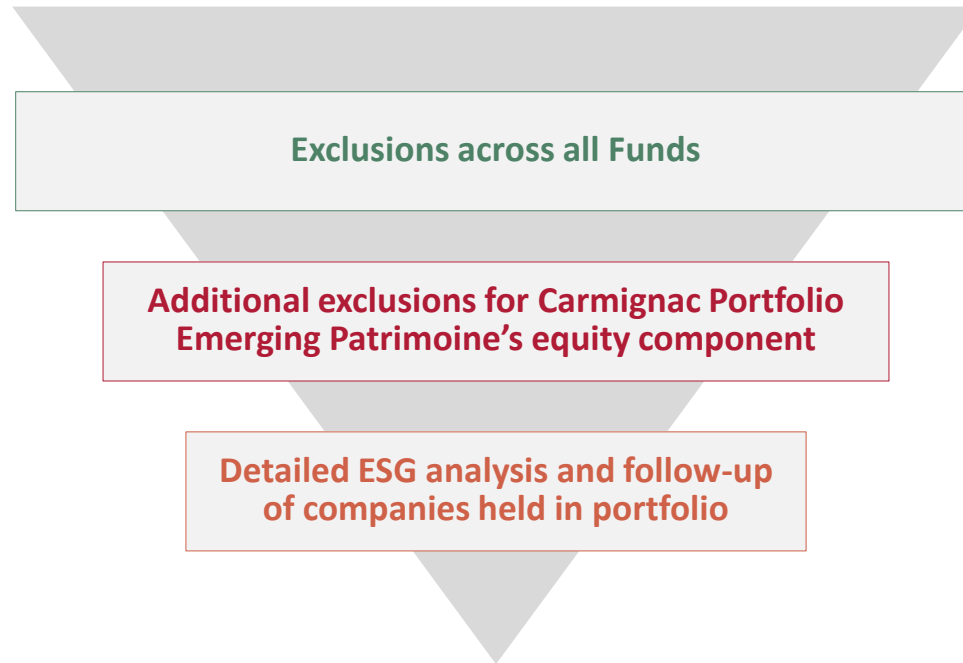 Exclusions across all Funds
Additional exclusions for Carmignac Portfolio
Emerging Patrimoine’s equity component
Detailed ESG analysis and follow-up
of companies held in portfolio